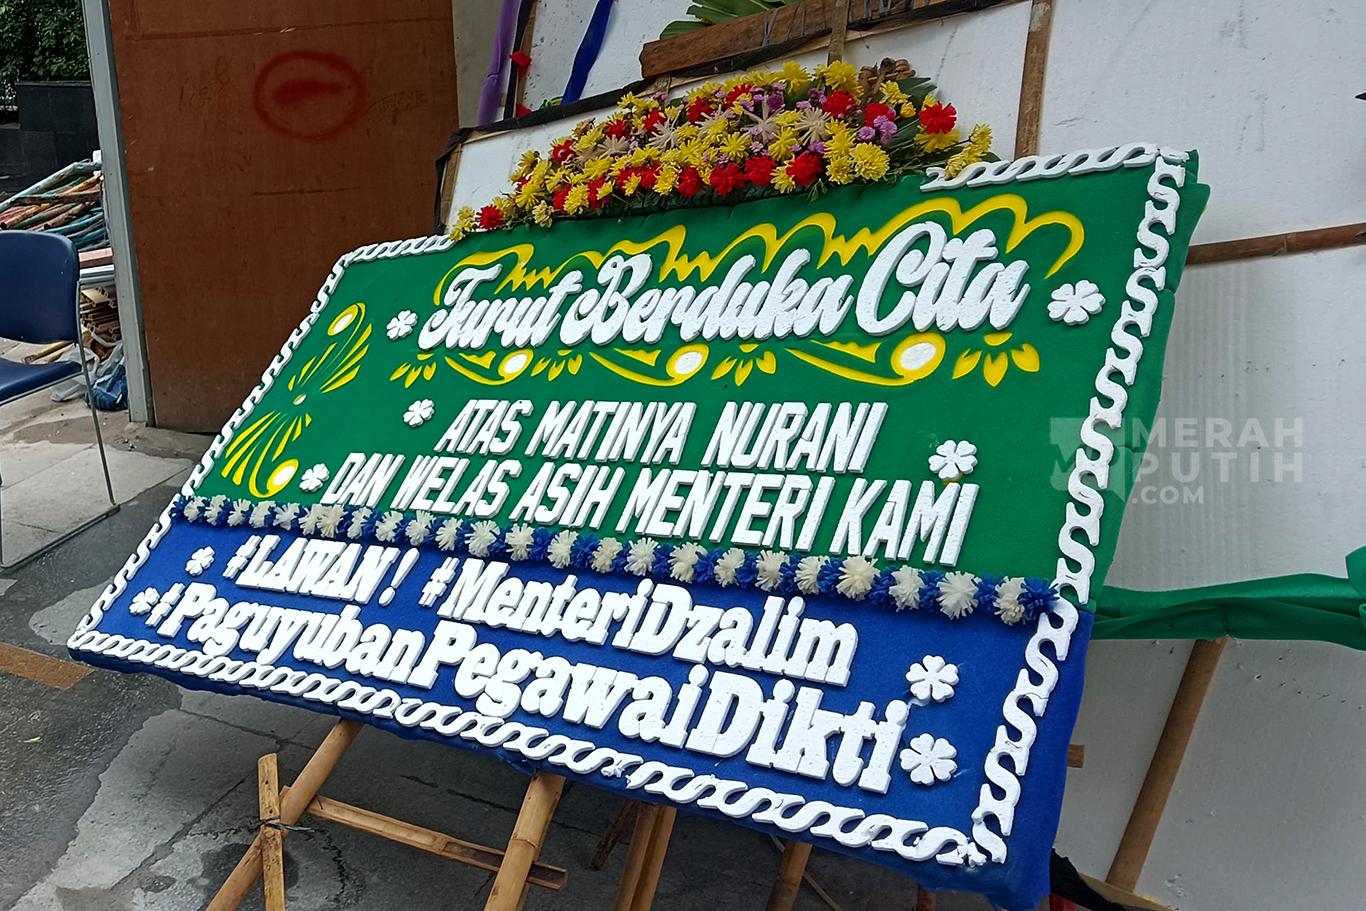 Turut Berduka Cita
ATAS MATINYA NURANI
DAN WELAS ASIH MENTERI KAMI
#LAWAN! #MenteriDzalim
#PaguyubanPegawaiDikti
MERAH
PUTIH
.COM